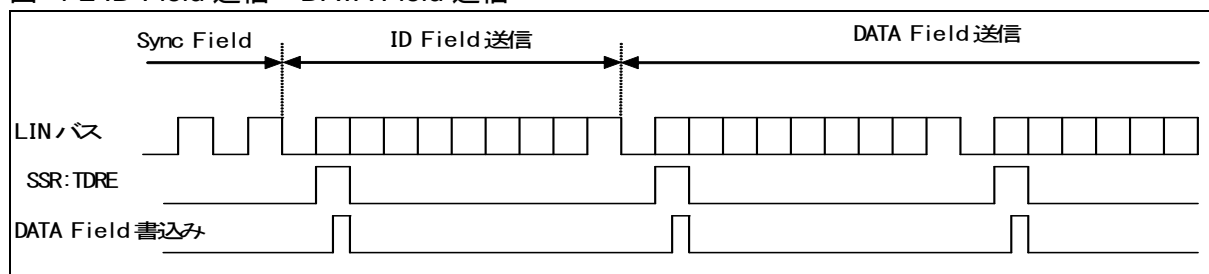 Sync Field
ID Field送信
DATA Field送信
LINバス
SSR:TDRE
DATA Field書込み